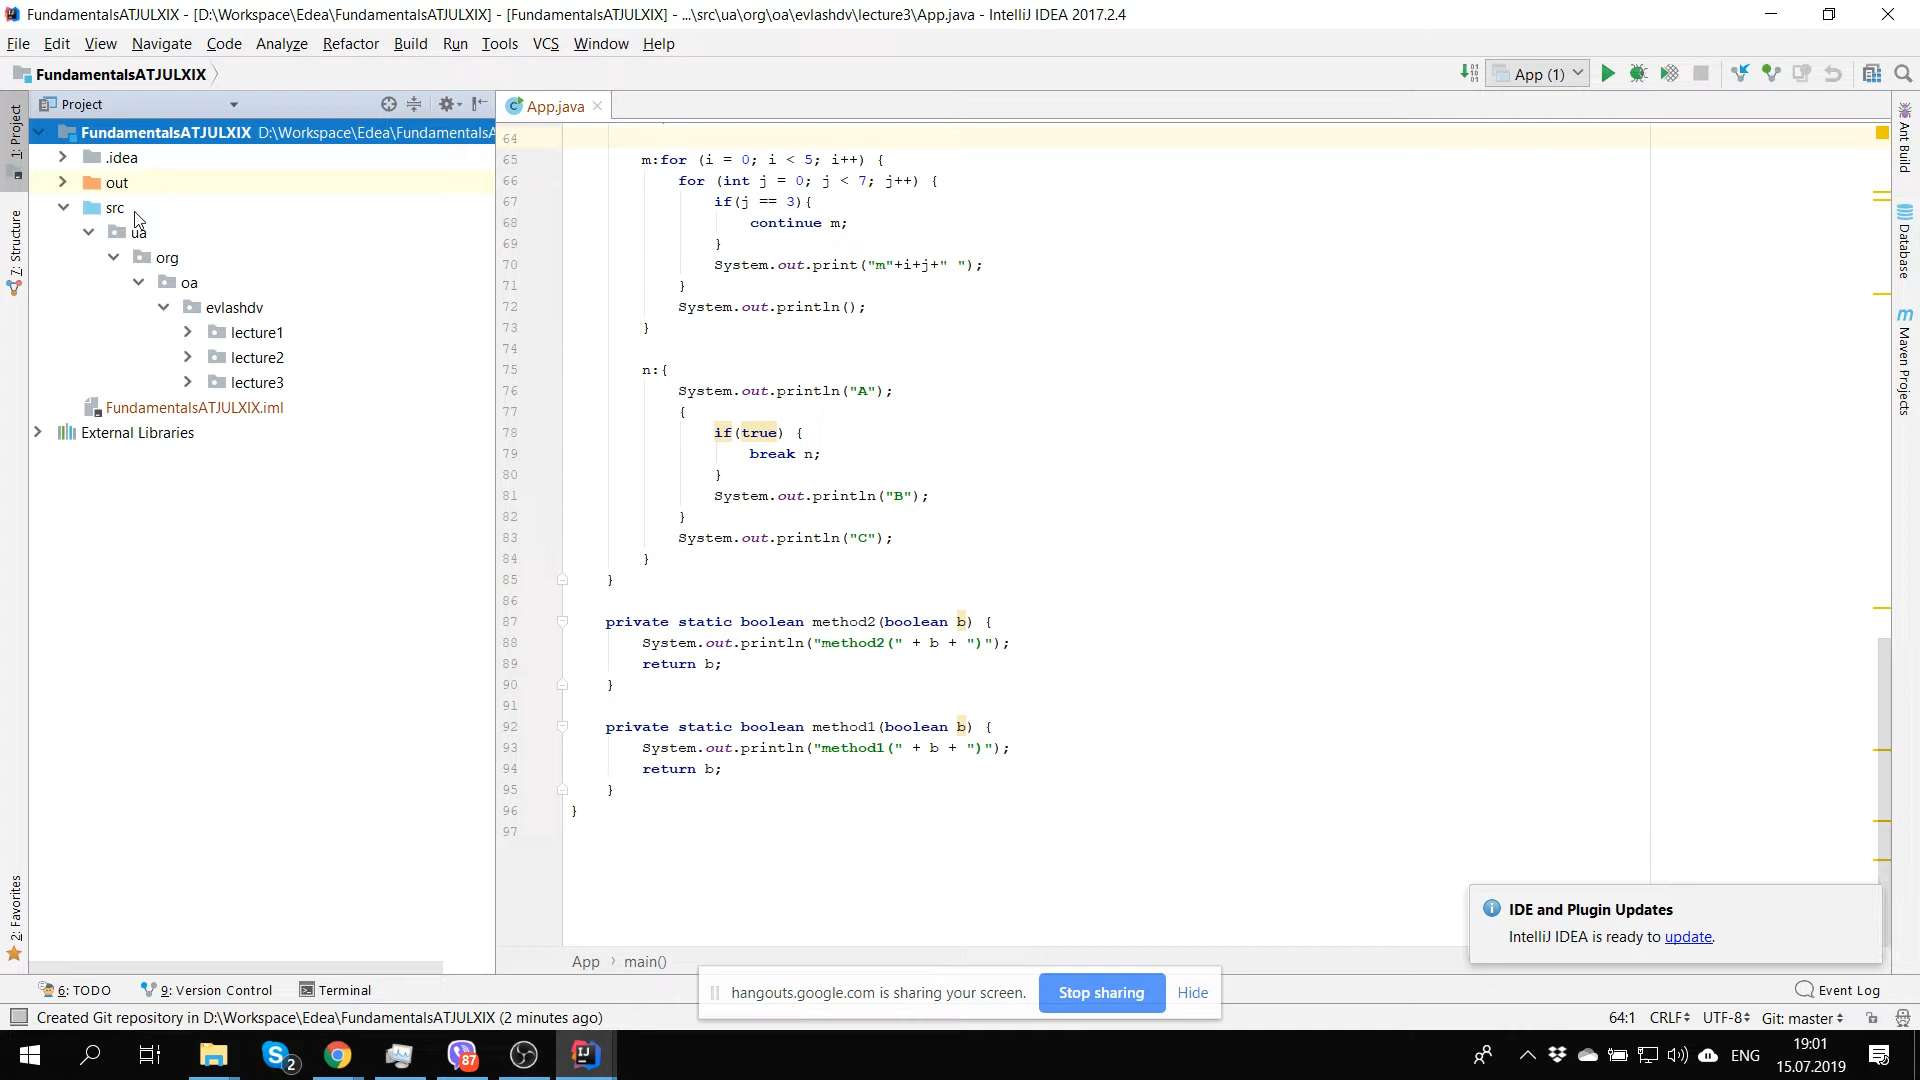 FundamentalsATJULXIX - [D:\Workspace\Edea\FundamentalsATJULXIX] - [FundamentalsATJULXIX] - ...\src\ua\org\oa\evlashdv\lecture3\App.java - IntelliJ IDEA 2017.2.4
File Edit View Navigate Code Analyze Refactor Build Run Tools VCS Window Help
FundamentalsATJULXIX
App (1)
Project
App.java
1: Project
7: Structure
2: Favorites
FundamentalsATJULXIX D:\Workspace\Edea\FundamentalsA
.idea
out
src
ua
org
oa
evlashdv
lecture1
lecture2
lecture3
FundamentalsATJULXIX.iml
External Libraries
64
65 m:for (i = 0; i < 5; i++) {
66 for (int j = 0; j < 7; j++) {
67 if(j == 3){
68 continue m;
69 }
70 System.out.print("m"+i+j+" ");
71 }
72 System.out.println();
73 }
74
75 n:{
76 System.out.println("A");
77 {
78 if(true) {
79 break n;
80 }
81 System.out.println("B");
82 }
83 System.out.println("C");
84 }
85 }
86
87 private static boolean method2(boolean b) {
88 System.out.println("method2(" + b + ")");
89 return b;
90 }
91
92 private static boolean method1(boolean b) {
93 System.out.println("method1(" + b + ")");
94 return b;
95 }
96 }
97
Ant Build
Database
Maven Projects
IDE and Plugin Updates
IntelliJ IDEA is ready to update.
App main()
6: TODO 9: Version Control Terminal
hangouts.google.com is sharing your screen. Stop sharing Hide
Event Log
Created Git repository in D:\Workspace\Edea\FundamentalsATJULXIX (2 minutes ago)
64:1 CRLF UTF-8 Git: master
2
87
ENG
19:01
15.07.2019